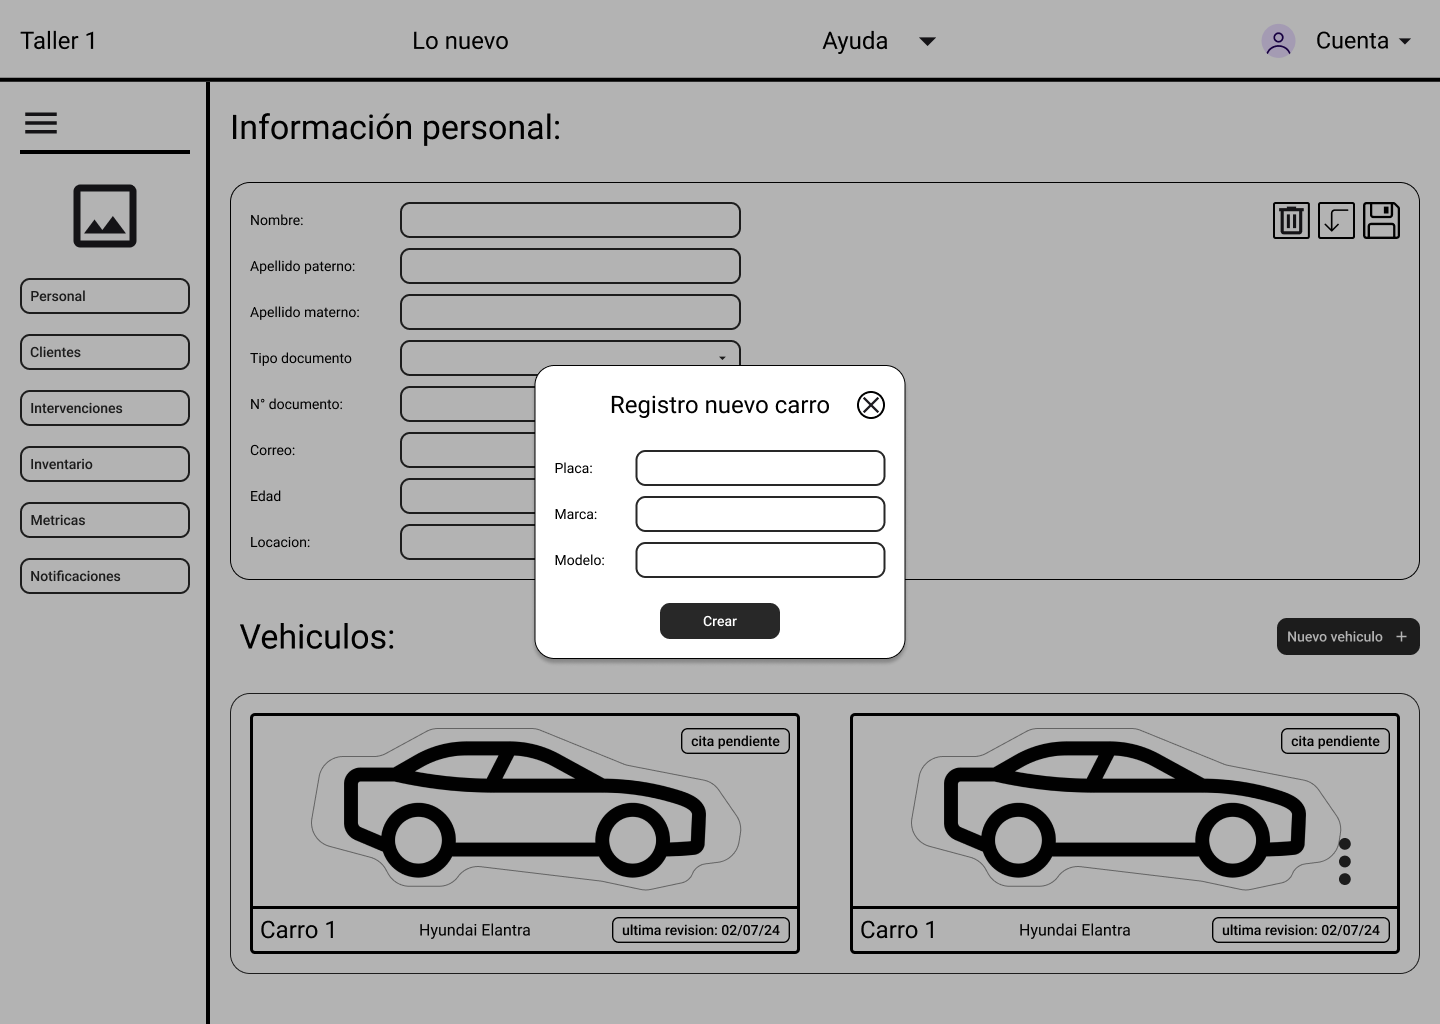 Taller 1
Lo nuevo
Ayuda
Cuenta
Información personal:
Nombre:
Apellido paterno:
Apellido materno:
Tipo documento
N° documento:
Correo:
Edad
Locacion:
Personal
Clientes
Intervenciones
Inventario
Metricas
Notificaciones
Registro nuevo carro
Placa:
Marca:
Modelo:
Crear
Vehiculos:
Nuevo vehiculo +
cita pendiente
Carro 1
Hyundai Elantra
ultima revision: 02/07/24
cita pendiente
Carro 1
Hyundai Elantra
ultima revision: 02/07/24